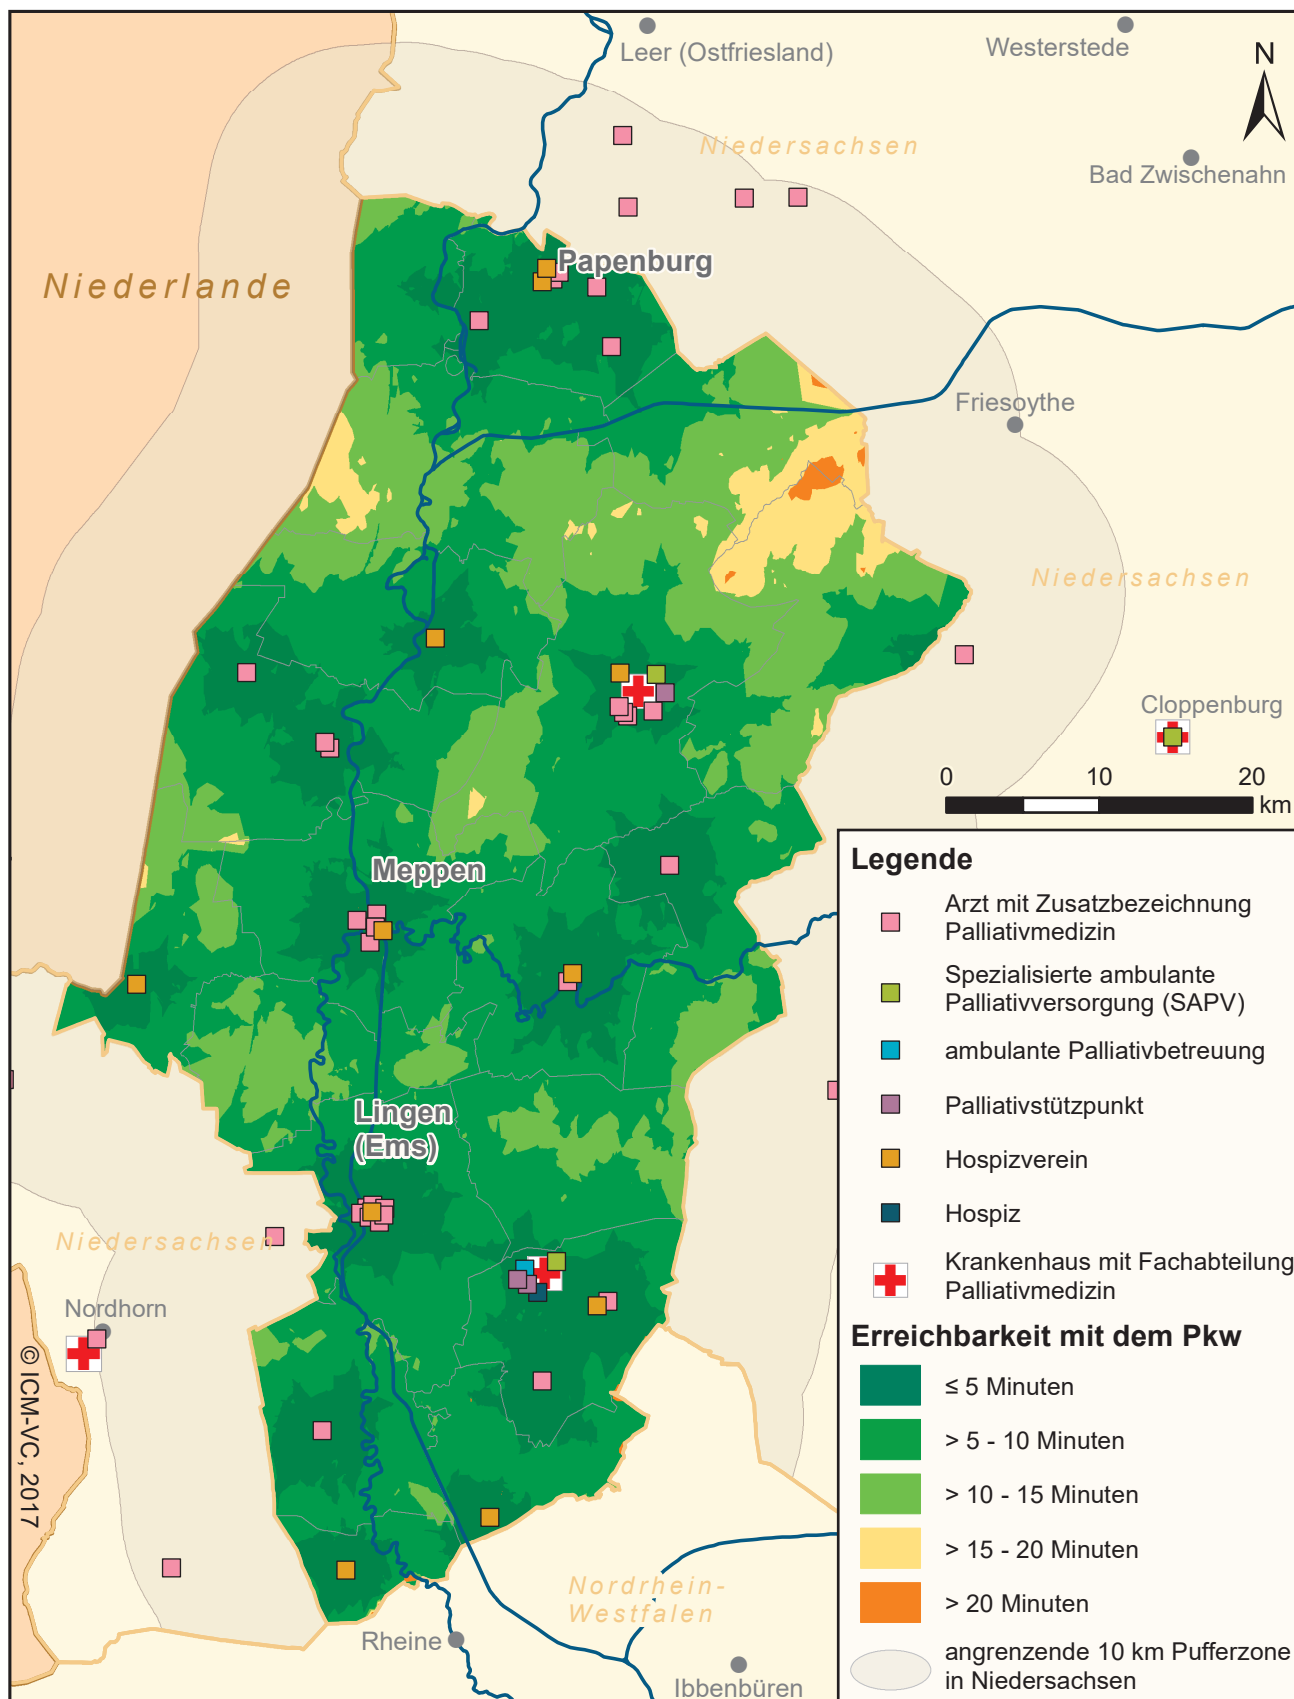 Leer (Ostfriesland)
Westerstede
N
Niedersachsen
Bad Zwischenahn
Papenburg
Niederlande
Friesoythe
Niedersachsen
Cloppenburg
0 10 20
km
Meppen
Legende
Arzt mit Zusatzbezeichnung
Palliativmedizin
Spezialisierte ambulante
Palliativversorgung (SAPV)
ambulante Palliativbetreuung
Palliativstützpunkt
Hospizverein
Hospiz
Krankenhaus mit Fachabteilung
Palliativmedizin
Erreichbarkeit mit dem Pkw
≤ 5 Minuten
> 5 - 10 Minuten
> 10 - 15 Minuten
> 15 - 20 Minuten
> 20 Minuten
angrenzende 10 km Pufferzone
in Niedersachsen
Lingen
(Ems)
Niedersachsen
Nordhorn
© ICM-VC, 2017
Nordrhein-
Westfalen
Rheine
Ibbenbüren